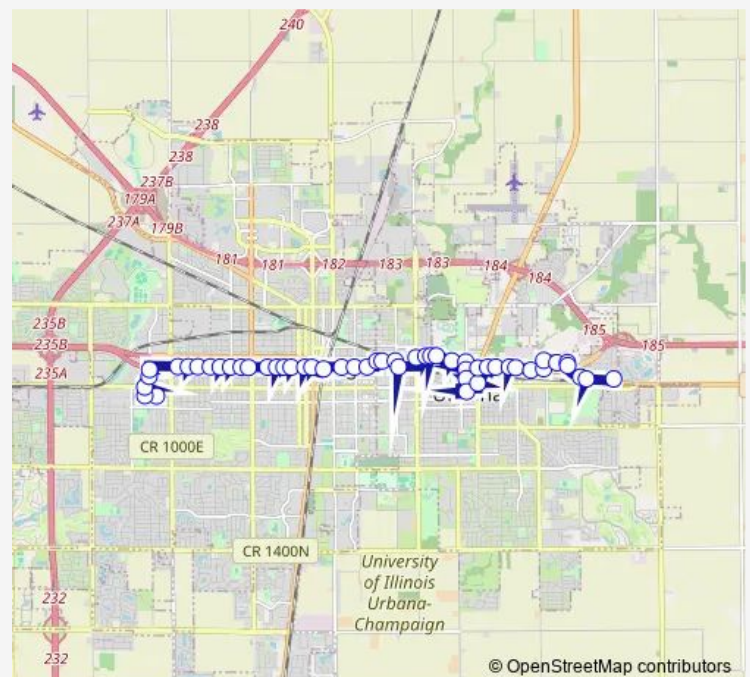 240
238
238
237B
179A
237A
179B
181
181
182
183
183
184
184
185
185
235B
235B
235A
CR 1000E
CR 1400N
University
of Illinois
Urbana-
Champaign
232
232
© OpenStreetMap contributors